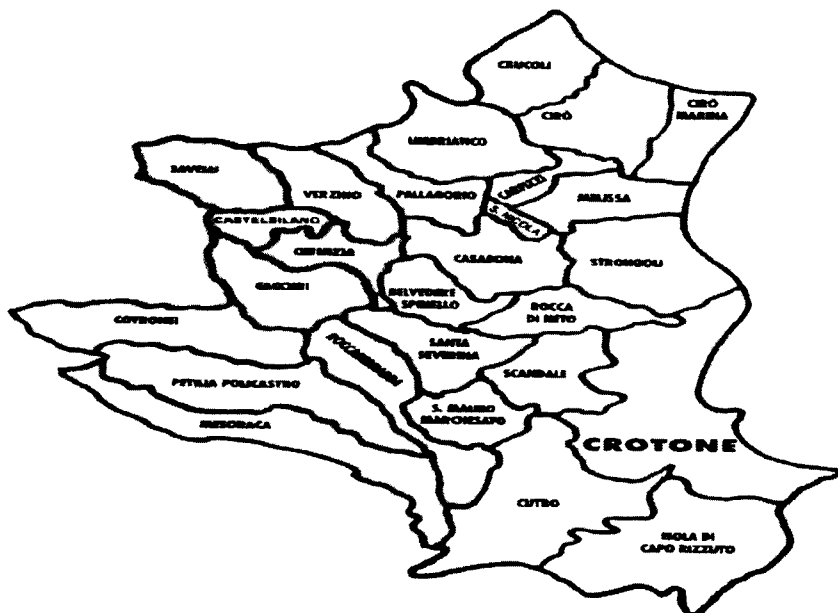 CRUCOLI
CIRÒ
CIRÒ
MARINA
UMBRIATICO
SAVELLI
VERZINO
PALLAGORIO
CARFIZZI
MELISSA
S. NICOLA
CASTELSILANO
CERENZIA
CASABONA
STRONGOLI
CACCURI
BELVEDERE
SPINELLO
ROCCA
DI NETO
COTRONEI
ROCCABERNARDA
SANTA
SEVERINA
SCANDALE
PETILIA POLICASTRO
S. MAURO
MARCHESATO
MESORACA
CROTONE
CUTRO
ISOLA DI
CAPO RIZZUTO